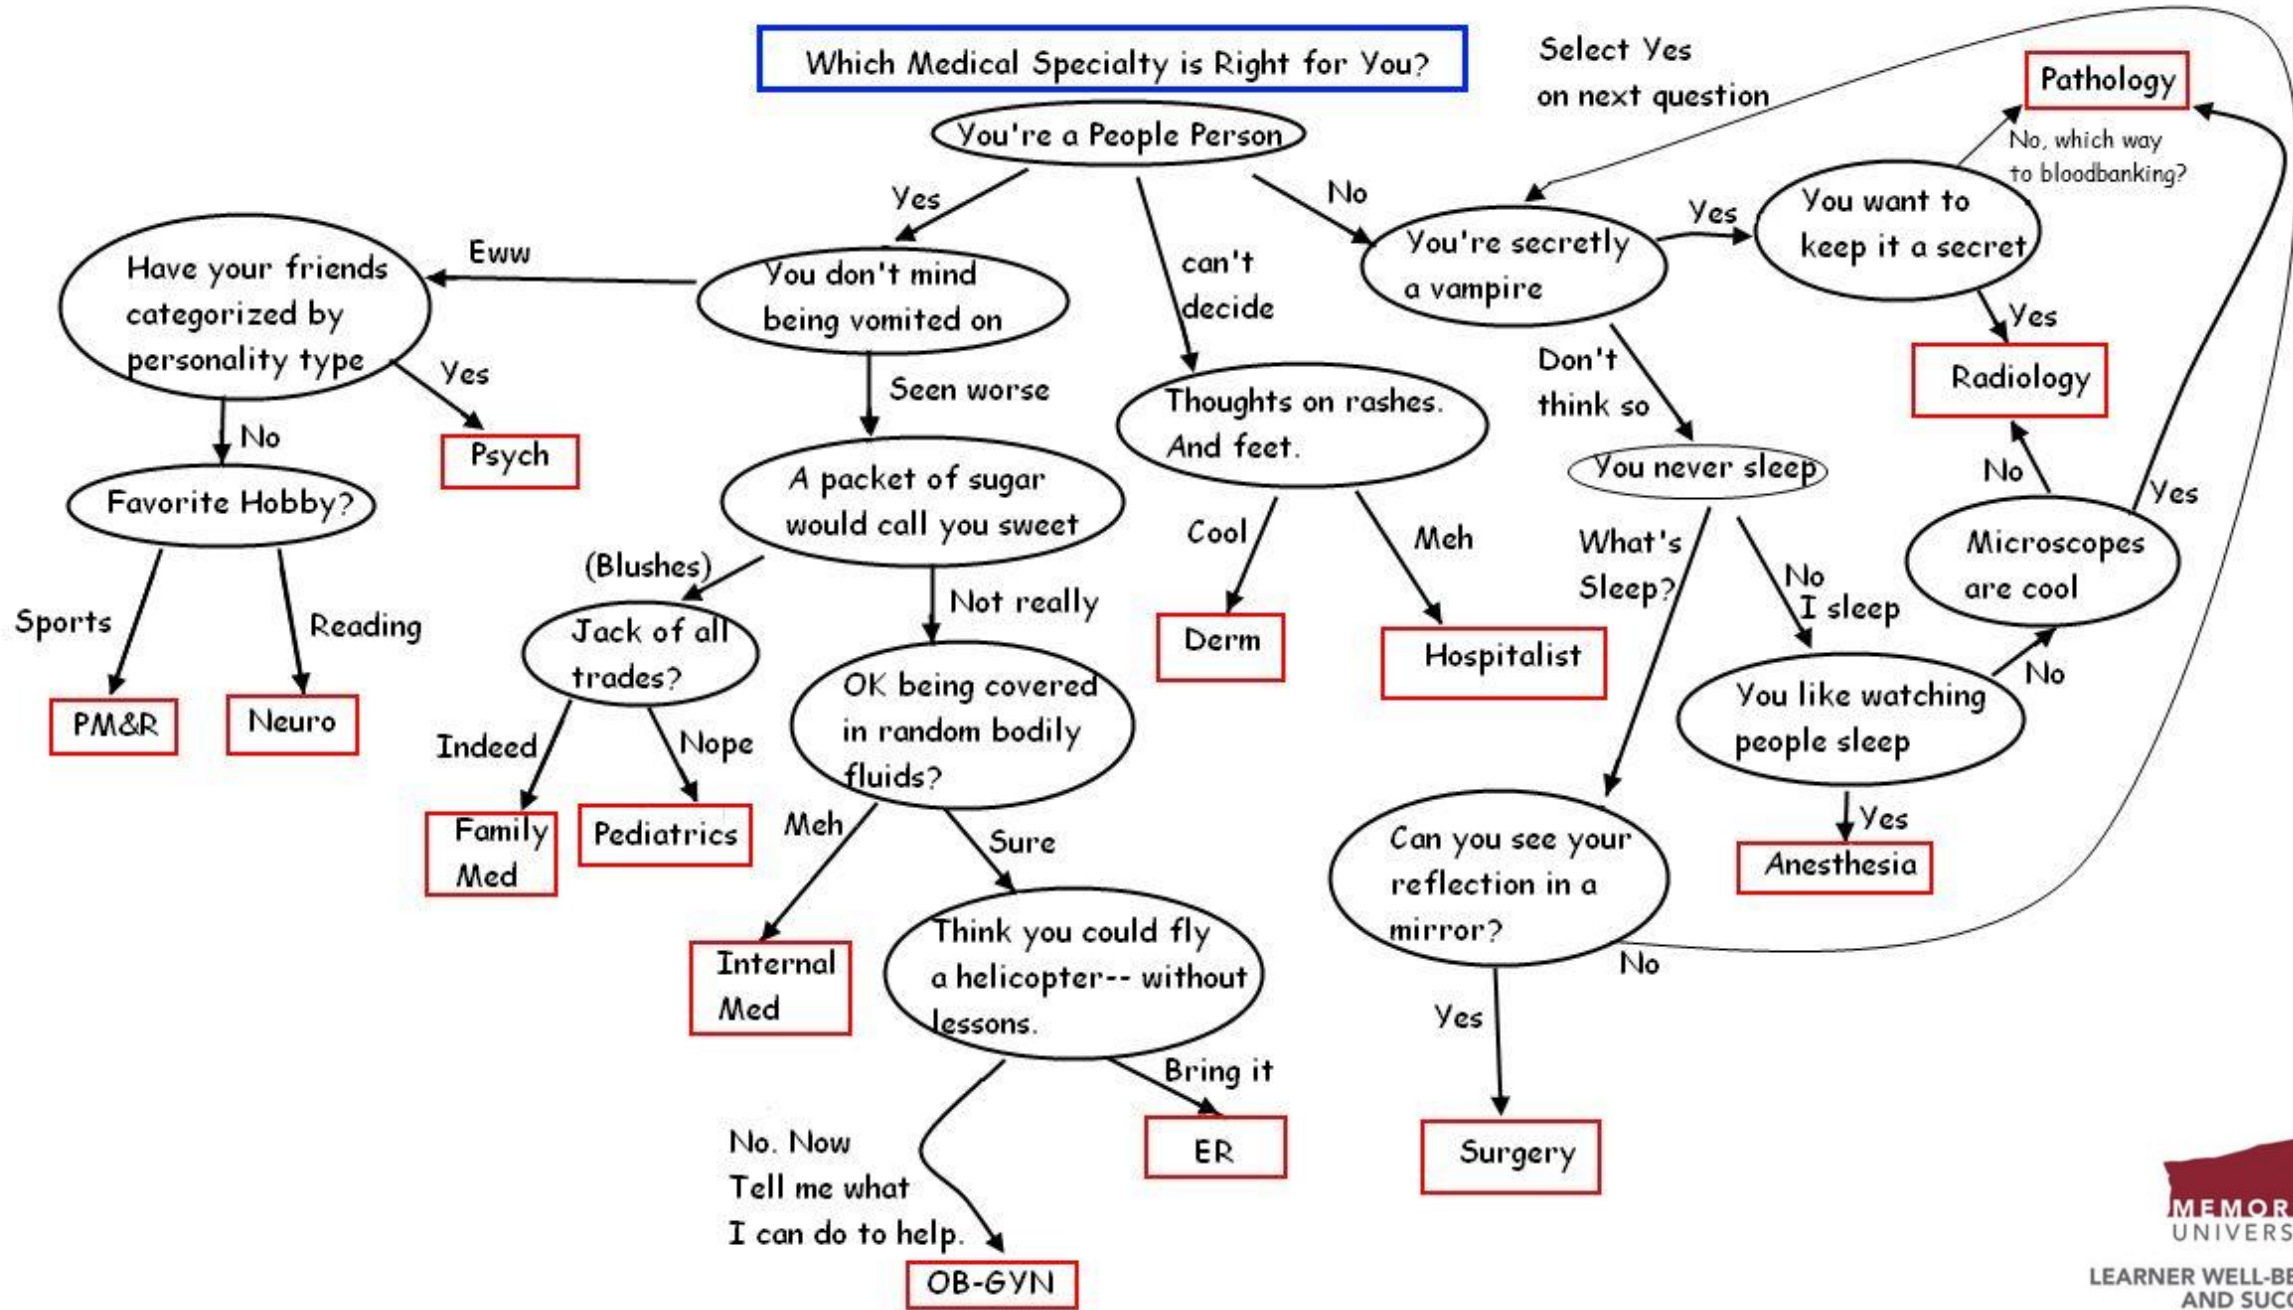 Which Medical Specialty is Right for You?
Select Yes
on next question
Pathology
You're a People Person
No, which way
to bloodbanking?
Yes
No
You want to
keep it a secret
Yes
You're secretly
a vampire
Eww
Have your friends
categorized by
personality type
You don't mind
being vomited on
can't
decide
Yes
Radiology
Don't
think so
Yes
Seen worse
Thoughts on rashes.
And feet.
No
Psych
You never sleep
No
Yes
Favorite Hobby?
A packet of sugar
would call you sweet
Cool
Meh
What's
Sleep?
Microscopes
are cool
(Blushes)
Not really
No
I sleep
Sports
Reading
Jack of all
trades?
Derm
Hospitalist
No
PM&R
Neuro
OK being covered
in random bodily
fluids?
You like watching
people sleep
Indeed
Nope
Family
Med
Pediatrics
Meh
Sure
Can you see your
reflection in a
mirror?
Yes
Anesthesia
Internal
Med
Think you could fly
a helicopter-- without
lessons.
No
Yes
Bring it
No. Now
Tell me what
I can do to help.
ER
Surgery
OB-GYN
MEMOR
UNIVERS
LEARNER WELL-BE
AND SUCC